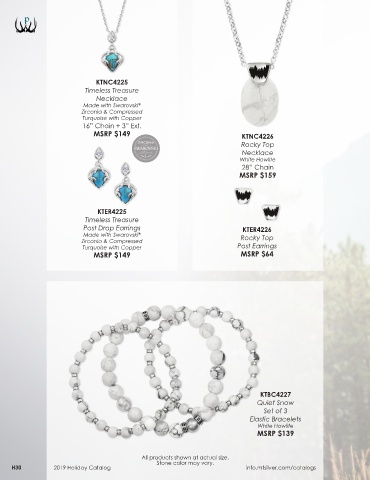 KTNC4225
Timeless Treasure
Necklace
Made with Swarovski®
Zirconia & Compressed
Turquoise with Copper
16" Chain + 3" Ext.
MSRP $149
KTER4225
Timeless Treasure
Post Drop Earrings
Made with Swarovski®
Zirconia & Compressed
Turquoise with Copper
MSRP $149
KTNC4226
Rocky Top
Necklace
White Howlite
28" Chain
MSRP $159
KTER4226
Rocky Top
Post Earrings
MSRP $64
KTBC4227
Quiet Snow
Set of 3
Elastic Bracelets
White Howlite
MSRP $139
All products shown at actual size.
Stone color may vary.
H30
2019 Holiday Catalog
info.mtsilver.com/catalogs